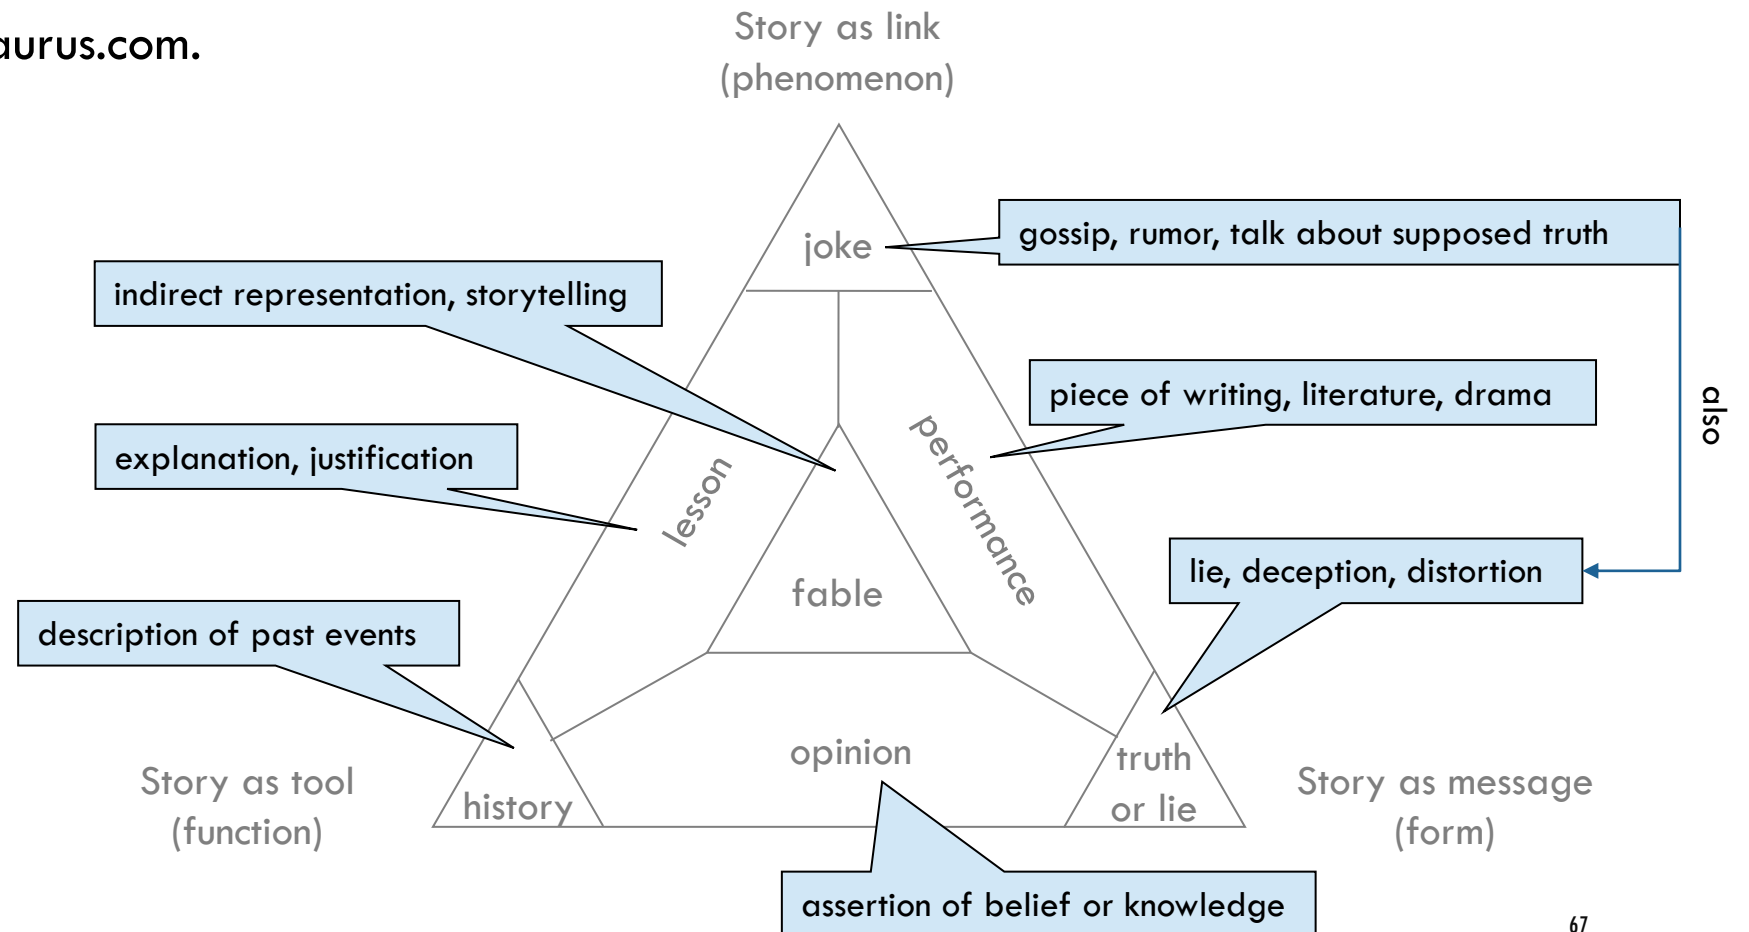 aurus.com.
Story as link
(phenomenon)
joke
gossip, rumor, talk about supposed truth
indirect representation, storytelling
piece of writing, literature, drama
also
explanation, justification
lesson
performance
lie, deception, distortion
fable
description of past events
opinion
truth
or lie
history
Story as tool
(function)
Story as message
(form)
assertion of belief or knowledge
67